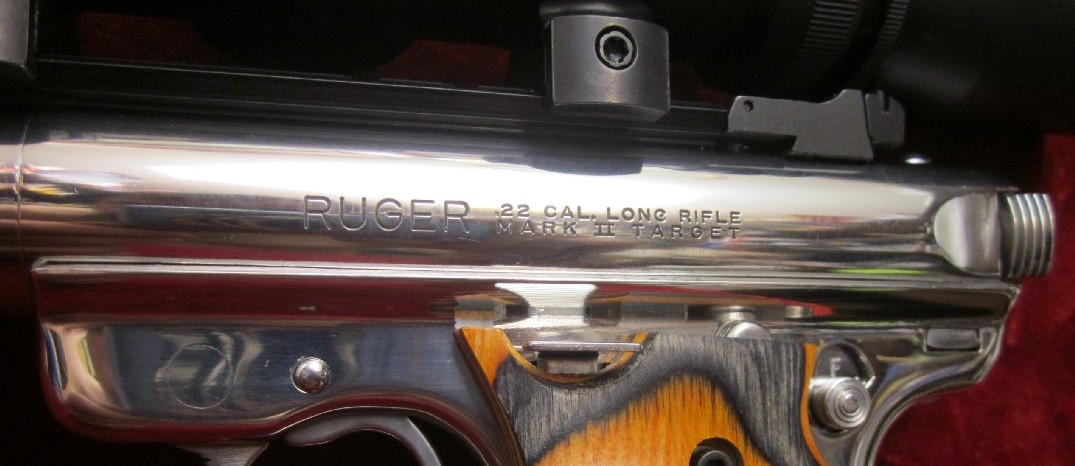 RUGER
22 CAL. LONG RIFLE
MARK II TARGET